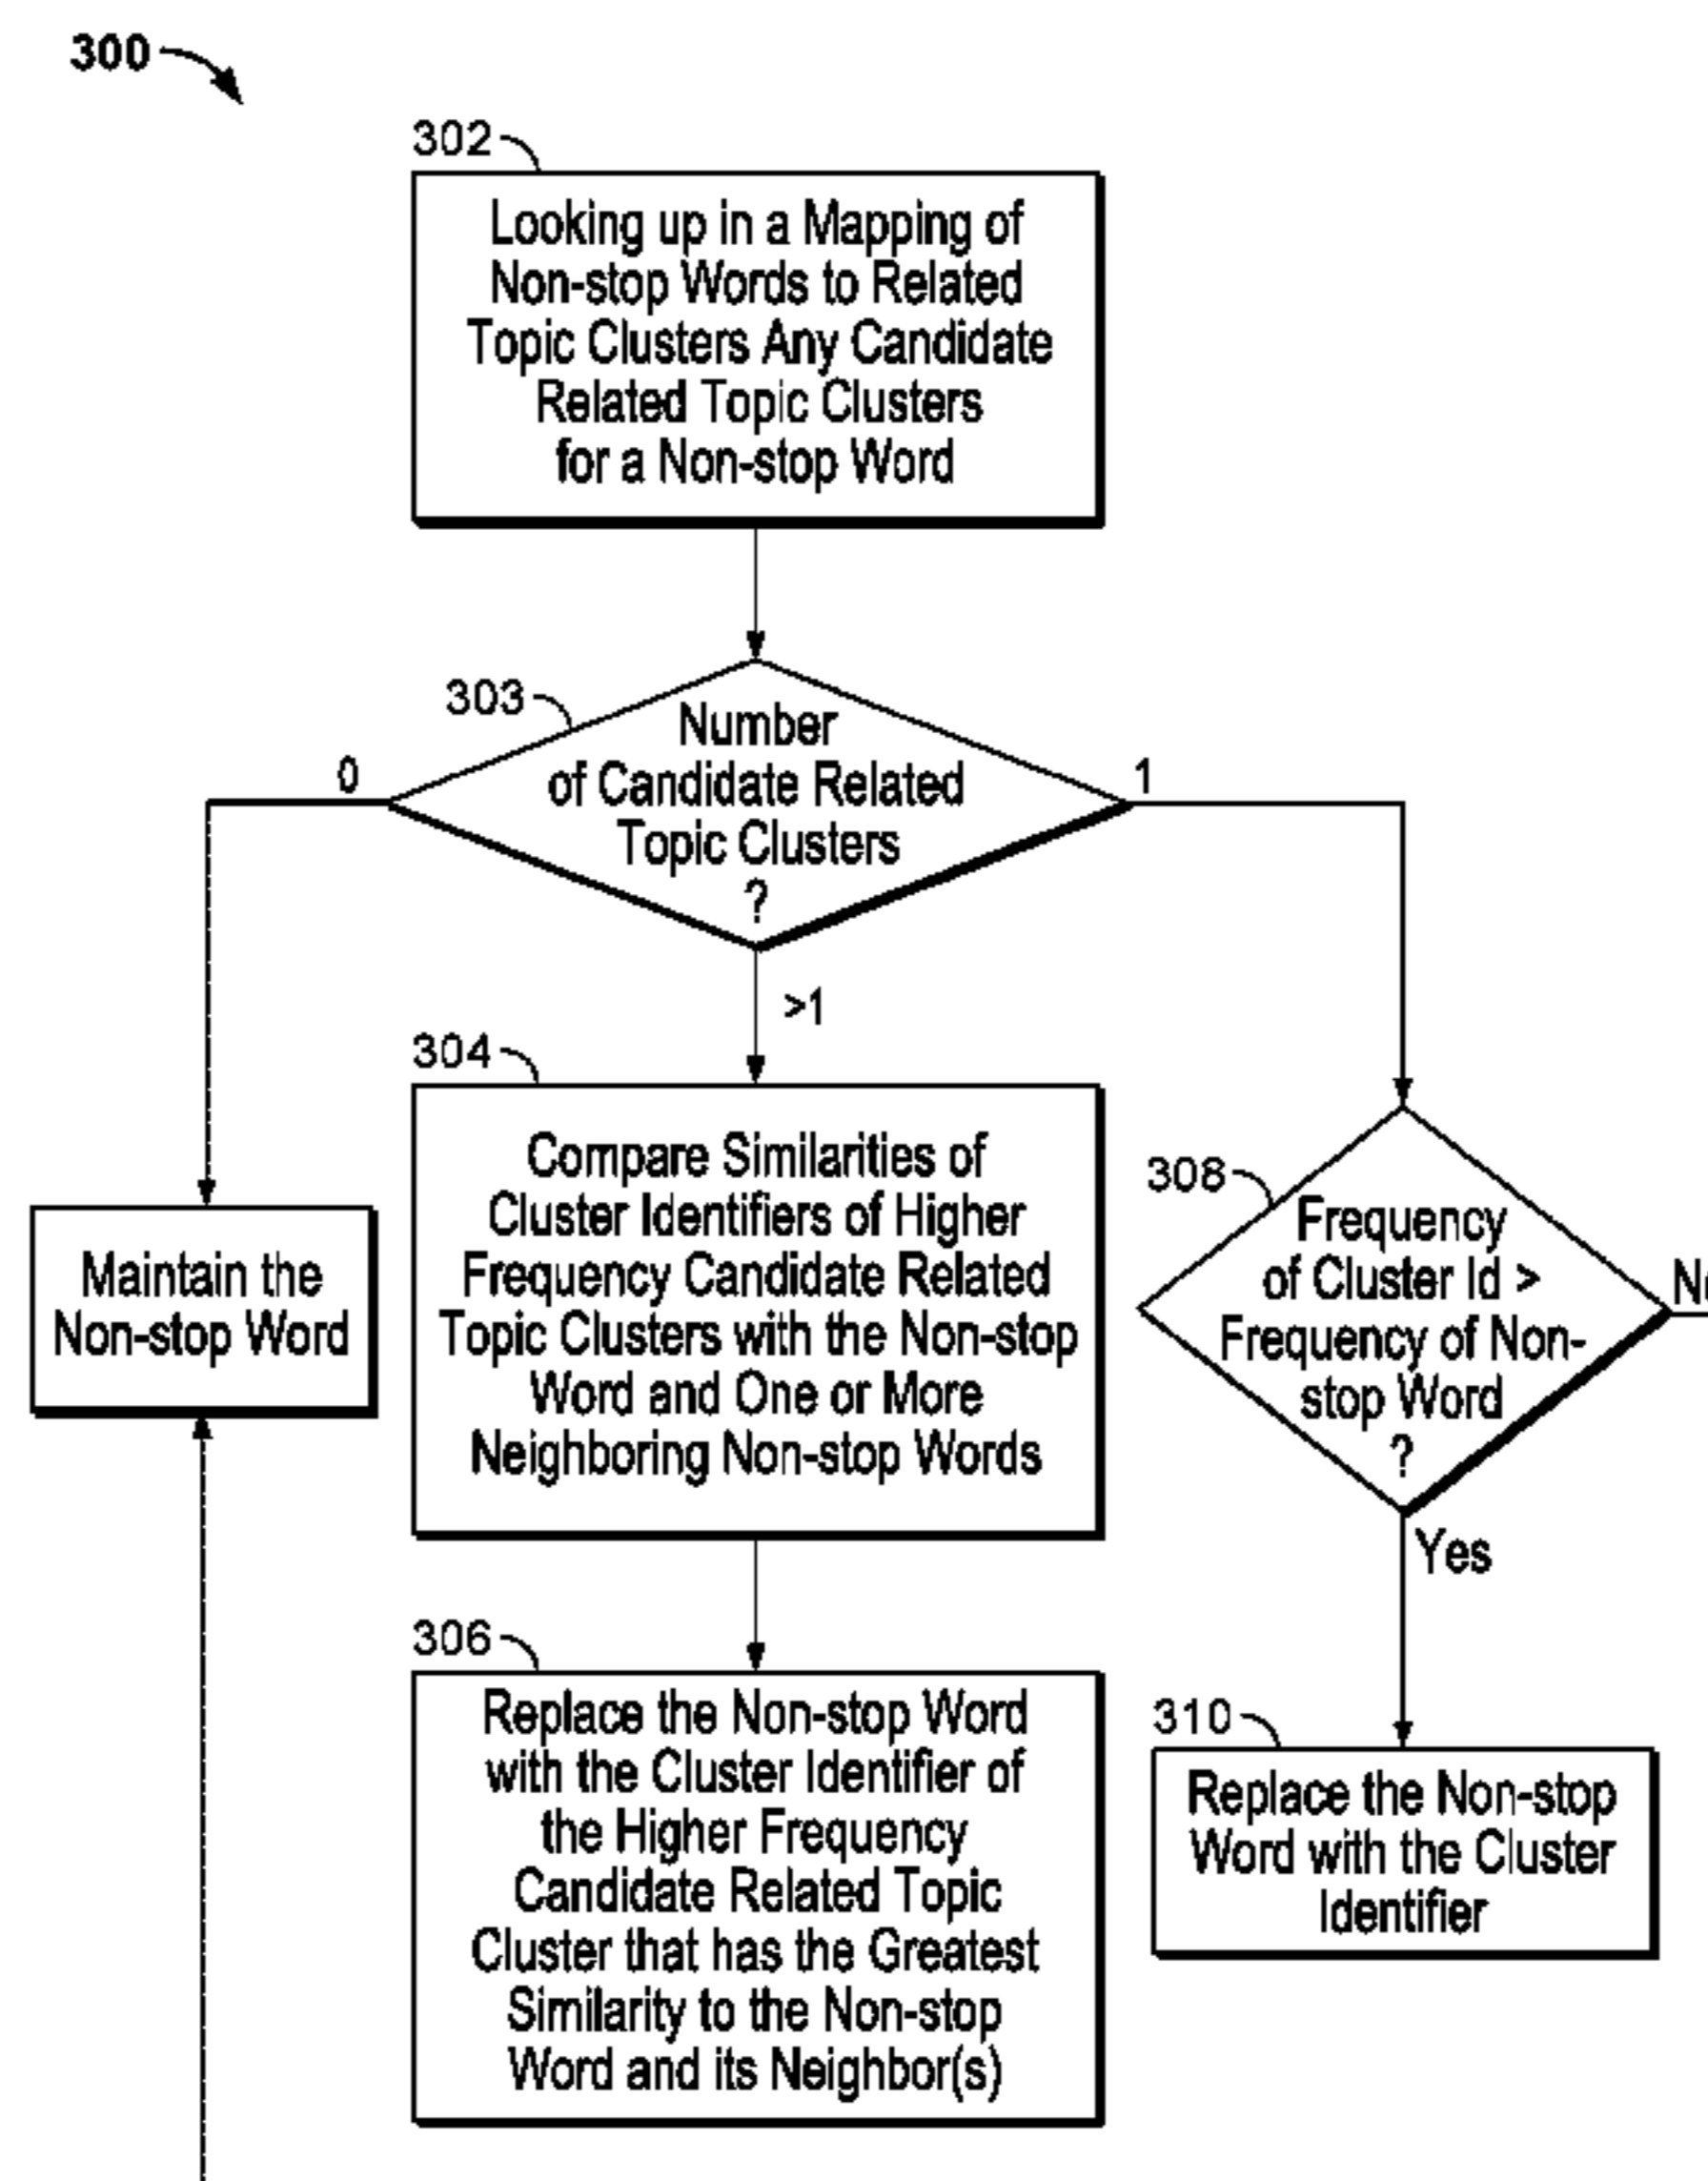 300
302
Looking up in a Mapping of
Non-stop Words to Related
Topic Clusters Any Candidate
Related Topic Clusters
for a Non-stop Word
303
Number
of Candidate Related
Topic Clusters
?
0
1
>1
304
Compare Similarities of
Cluster Identifiers of Higher
Frequency Candidate Related
Topic Clusters with the Non-stop
Word and One or More
Neighboring Non-stop Words
Maintain the
Non-stop Word
308
Frequency
of Cluster Id >
Frequency of Non-
stop Word
?
Yes
306
Replace the Non-stop Word
with the Cluster Identifier of
the Higher Frequency
Candidate Related Topic
Cluster that has the Greatest
Similarity to the Non-stop
Word and its Neighbor(s)
310
Replace the Non-stop
Word with the Cluster
Identifier